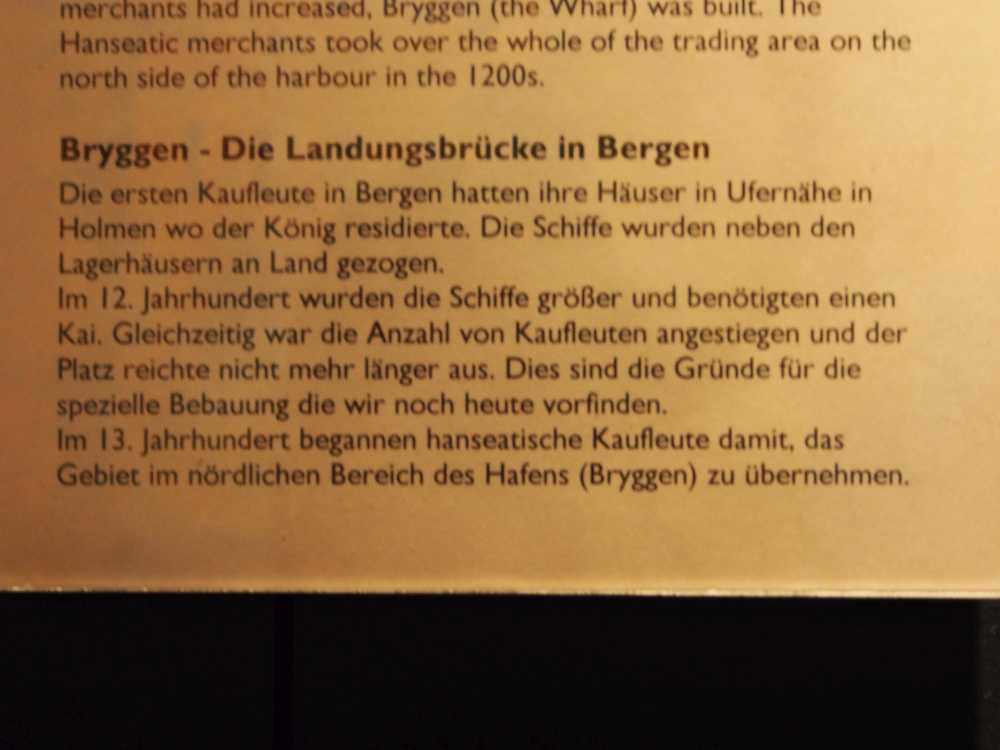 merchants had increased, Bryggen (the Wharf) was built. The
Hanseatic merchants took over the whole of the trading area on the
north side of the harbour in the 1200s.
Bryggen - Die Landungsbrücke in Bergen
Die ersten Kaufleute in Bergen hatten ihre Häuser in Ufernähe in
Holmen wo der König residierte. Die Schiffe wurden neben den
Lagerhäusern an Land gezogen.
Im 12. Jahrhundert wurden die Schiffe größer und benötigten einen
Kai. Gleichzeitig war die Anzahl von Kaufleuten angestiegen und der
Platz reichte nicht mehr länger aus. Dies sind die Gründe für die
spezielle Bebauung die wir noch heute vorfinden.
Im 13. Jahrhundert begannen hanseatische Kaufleute damit, das
Gebiet im nördlichen Bereich des Hafens (Bryggen) zu übernehmen.